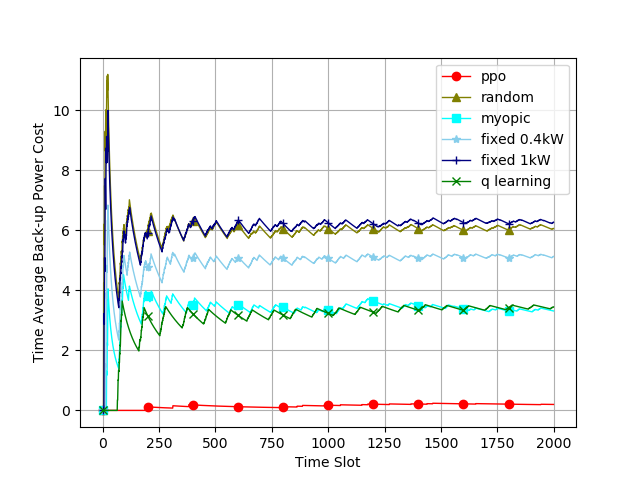 ppo
random
myopic
fixed 0.4kW
fixed 1kW
q learning
Time Average Back-up Power Cost
10
8
6
4
2
0
0 250 500 750 1000 1250 1500 1750 2000
Time Slot